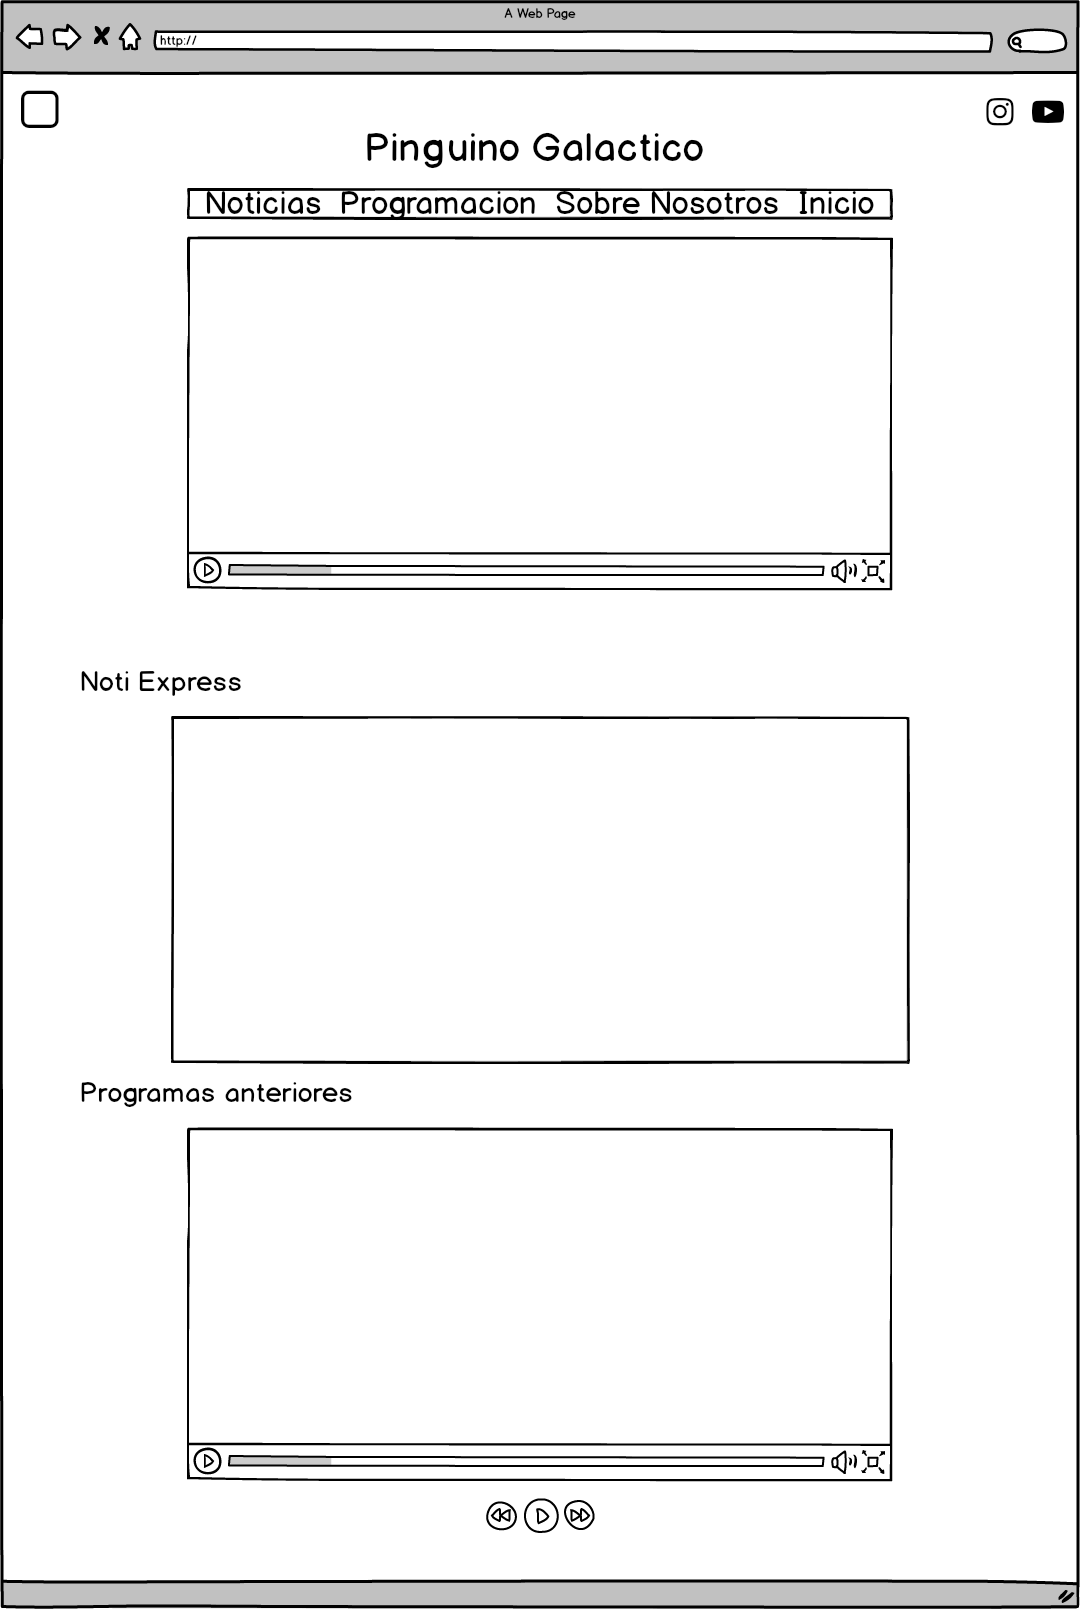 A Web Page
http://
Pinguino Galactico
Noticias Programacion Sobre Nosotros Inicio
Noti Express
Programas anteriores